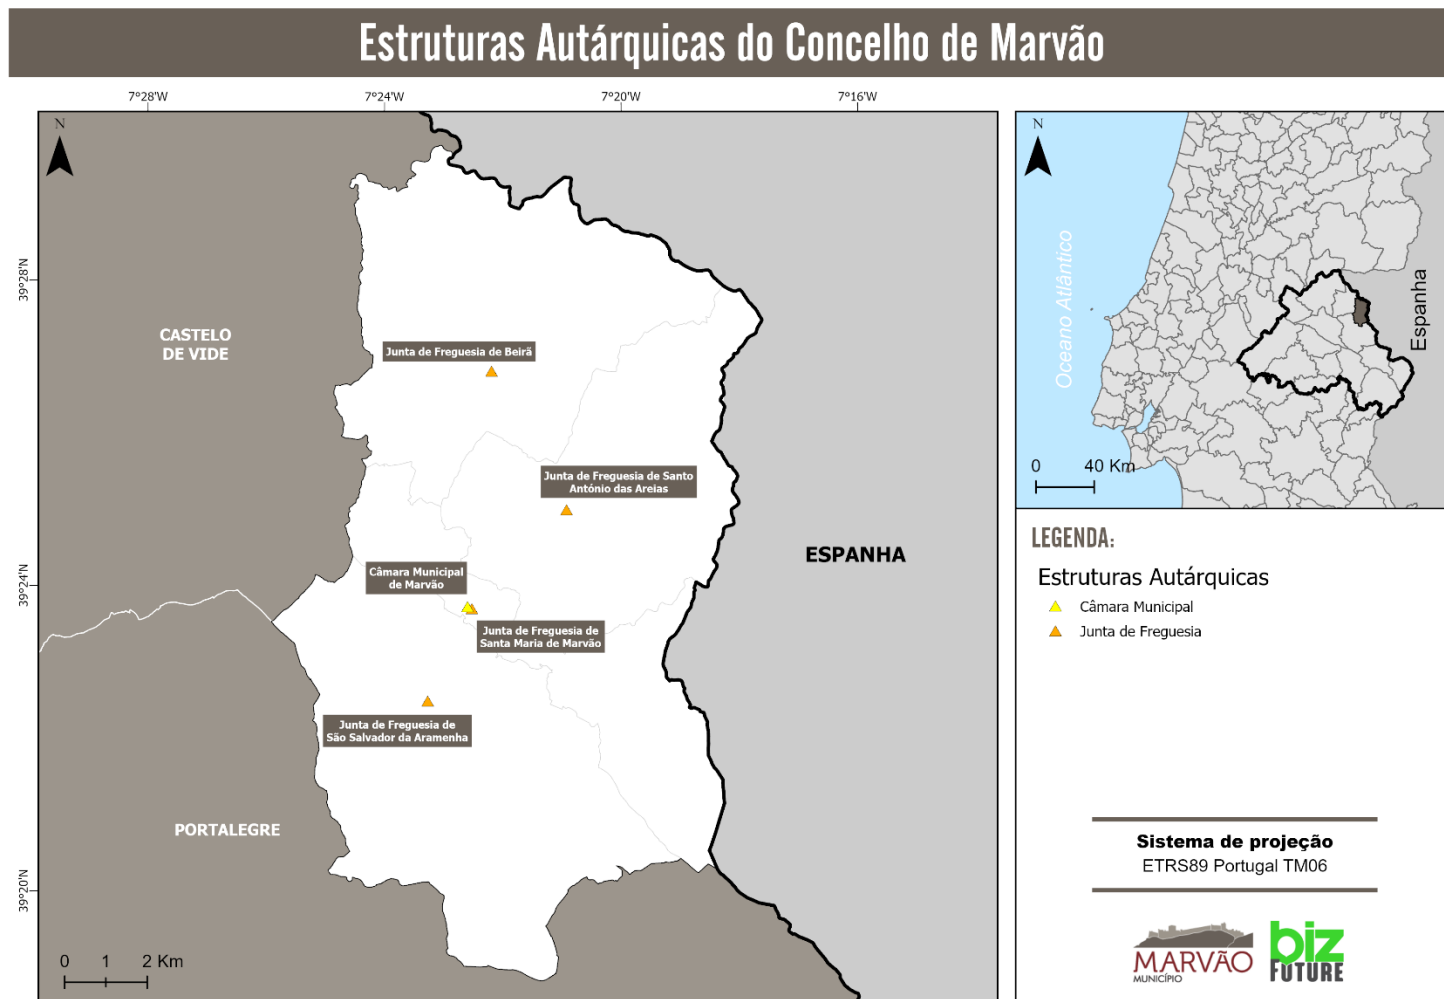 Estruturas Autárquicas do Concelho de Marvão
7°28'W
7°24'W
7°20'W
7°16'W
39°28'N
39°24'N
39°20'N
N
CASTELO
DE VIDE
Junta de Freguesia de Beirã
Junta de Freguesia de Santo
António das Areias
Câmara Municipal
de Marvão
Junta de Freguesia de
Santa Maria de Marvão
Junta de Freguesia de
São Salvador da Aramenha
ESPANHA
PORTALEGRE
0 1 2 Km
N
Oceano Atlântico
Espanha
0 40 Km
LEGENDA:
Estruturas Autárquicas
Câmara Municipal
Junta de Freguesia
Sistema de projeção
ETRS89 Portugal TM06
MARVÃO
MUNICÍPIO
biz
FUTURE